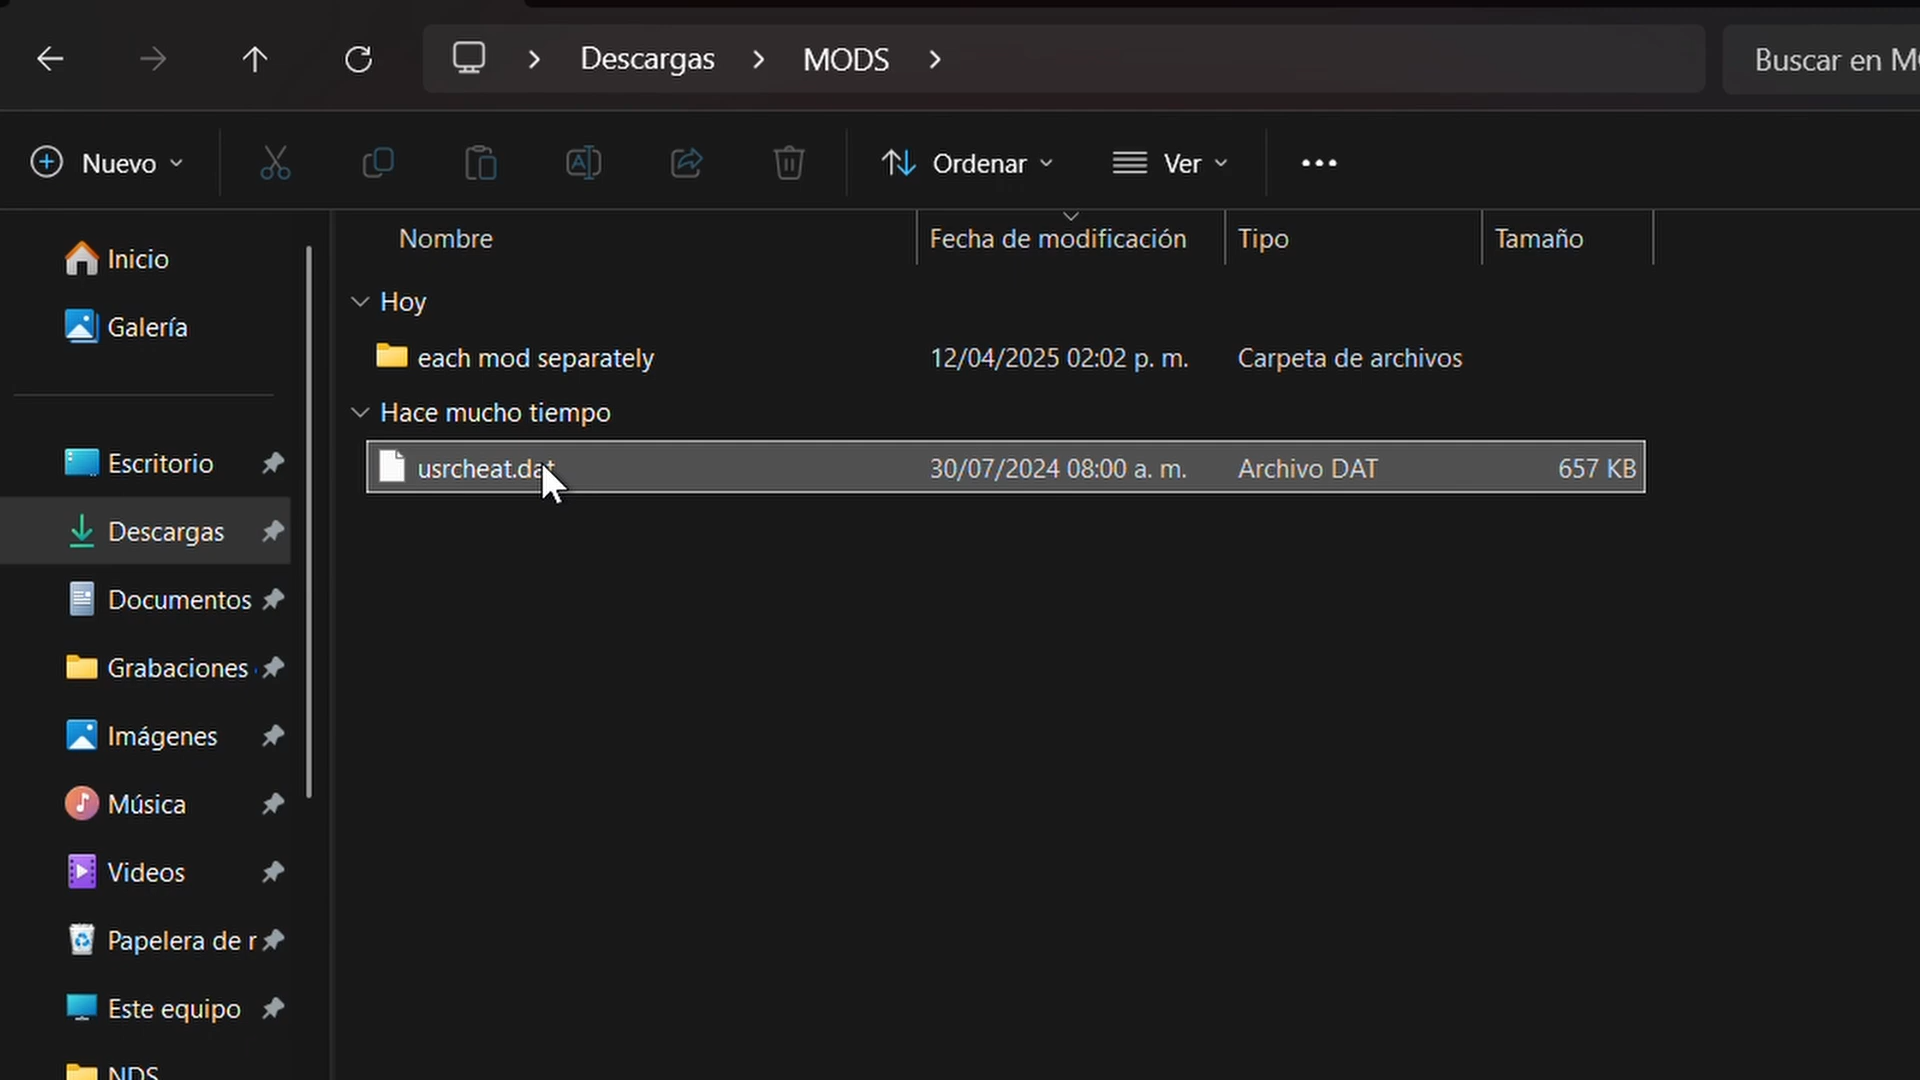 Descargas > MODS >
Buscar en M
Nuevo
Ordenar
Ver
Nombre
Fecha de modificación
Tipo
Tamaño
Inicio
Galería
Escritorio
Descargas
Documentos
Grabaciones
Imágenes
Música
Videos
Papelera de r
Este equipo
NDS
Hoy
each mod separately 12/04/2025 02:02 p. m. Carpeta de archivos
Hace mucho tiempo
usrcheat.dat 30/07/2024 08:00 a. m. Archivo DAT 657 KB